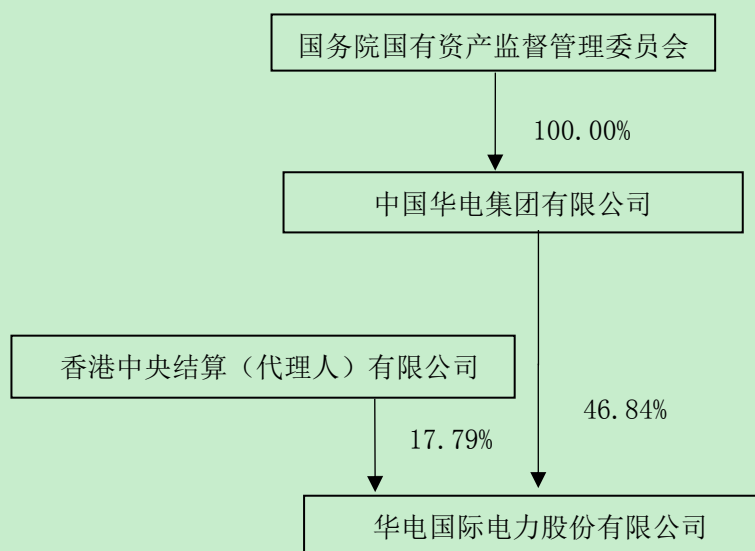 国务院国有资产监督管理委员会
100.00%
中国华电集团有限公司
香港中央结算（代理人）有限公司
46.84%
17.79%
华电国际电力股份有限公司